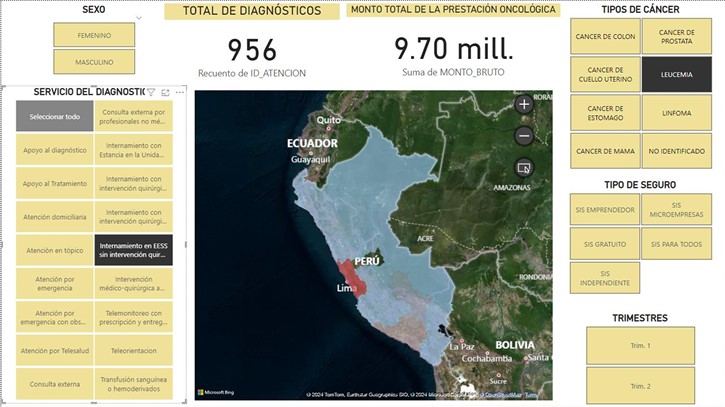 SEXO
FEMENINO
MASCULINO
TOTAL DE DIAGNÓSTICOS
956
Recuento de ID_ATENCION
MONTO TOTAL DE LA PRESTACIÓN ONCOLÓGICA
9.70 mill.
Suma de MONTO_BRUTO
TIPOS DE CÁNCER
CANCER DE COLON
CANCER DE
PROSTATA
CANCER DE
CUELLO UTERINO
LEUCEMIA
CANCER DE
ESTOMAGO
LINFOMA
CANCER DE MAMA
NO IDENTIFICADO
SERVICIO DEL DIAGNOSTIC
Seleccionar todo
Consulta externa por
profesionales no mé...
Apoyo al diagnóstico
Internamiento con
Estancia en la Unida...
Apoyo al Tratamiento
Internamiento con
intervención quirúrgi...
Atención domiciliaria
Internamiento con
intervención quirúrgi...
Atención en tópico
Internamiento en EESS
sin intervención quir...
Atención por
emergencia
Intervención
médico-quirúrgica a...
Atención por
emergencia con obs...
Telemonitoreo con
prescripción y entreg...
Atención por Telesalud
Teleorientacion
Consulta externa
Transfusión sanguínea
o hemoderivados
Quito
ECUADOR
Guayaquil
RORAI
AMAZONAS
ACRE
PERÚ
Lima
RONDONIA
BOLIVIA
La Paz
Cochabamba
Santa C
Sucre
Microsoft Bing
© 2024 TomTom, Earthstar Geographics SIO, © 2024 Microsoft Corporation
TIPO DE SEGURO
SIS EMPRENDEDOR
SIS
MICROEMPRESAS
SIS GRATUITO
SIS PARA TODOS
SIS
INDEPENDIENTE
TRIMESTRES
Trim. 1
Trim. 2